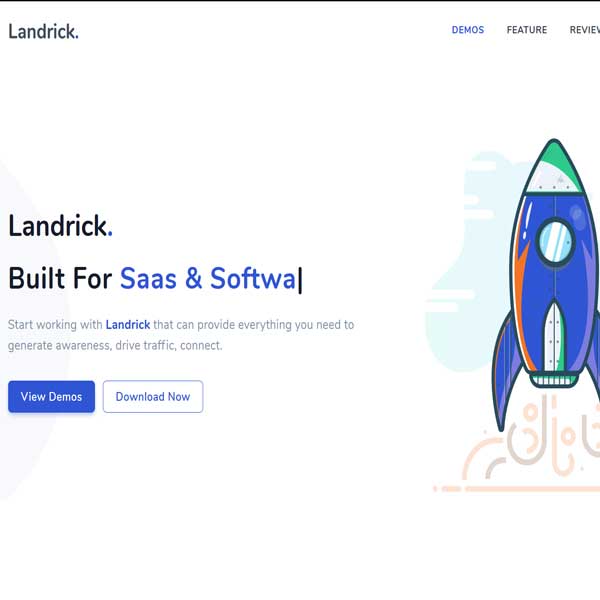 Landrick.
DEMOS FEATURE REVIEW
Landrick.
Built For Saas & Softwa|
Start working with Landrick that can provide everything you need to
generate awareness, drive traffic, connect.
View Demos Download Now